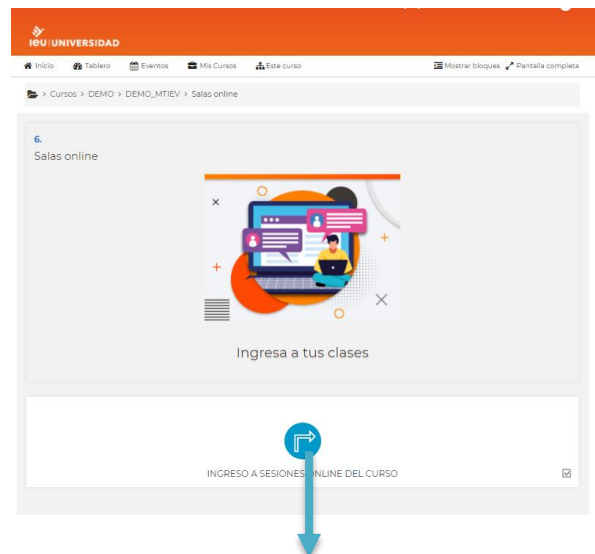 IEU UNIVERSIDAD
Inicio Tablero Eventos Mis Cursos Este curso Mostrar bloques Pantalla completa
> Cursos > DEMO > DEMO_MTIEV > Salas online
6.
Salas online
Ingresa a tus clases
INGRESO A SESIONES ONLINE DEL CURSO